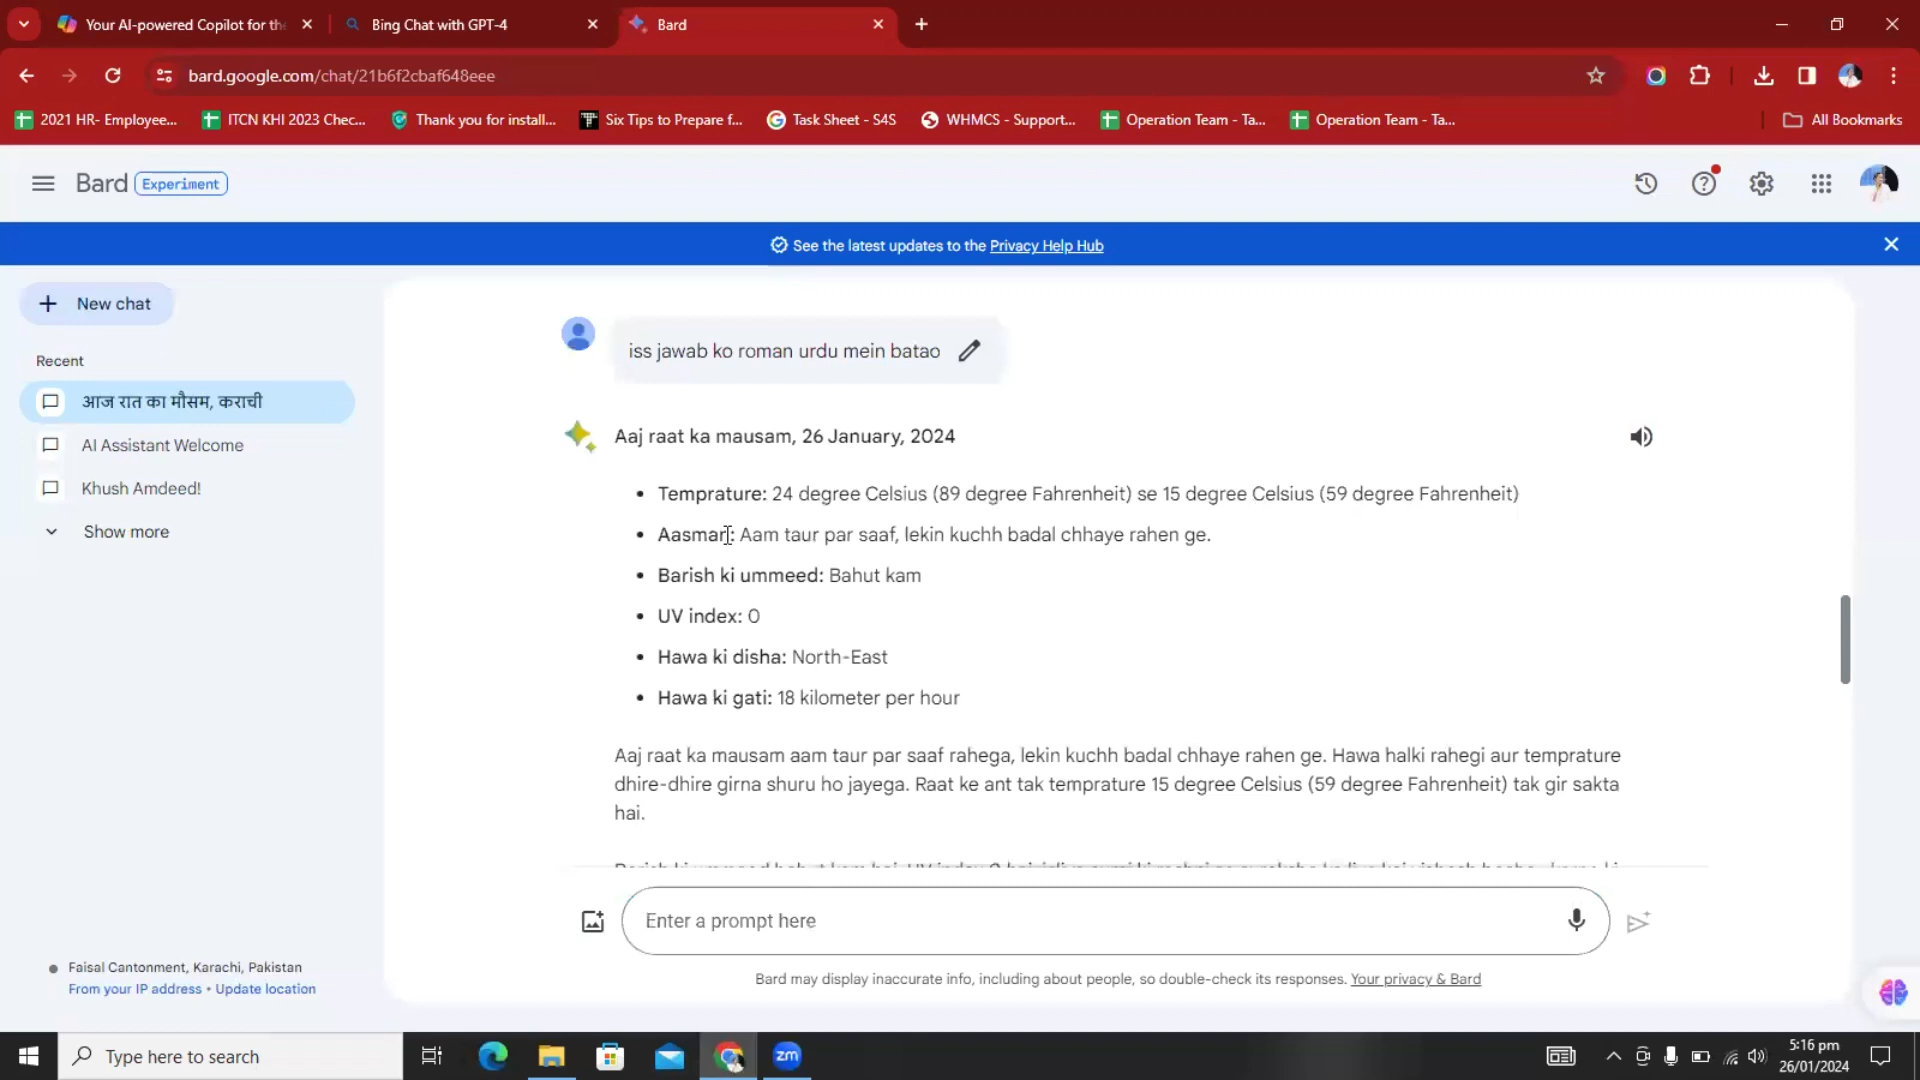 Your AI-powered Copilot for the
Bing Chat with GPT-4
Bard
bard.google.com/chat/21b6f2cbaf648eee
2021 HR- Employee...
ITCN KHI 2023 Chec...
Thank you for install...
Six Tips to Prepare f...
Task Sheet - S4S
WHMCS - Support...
Operation Team - Ta...
Operation Team - Ta...
All Bookmarks
Bard Experiment
See the latest updates to the Privacy Help Hub
New chat
Recent
आज रात का मौसम, कराची
AI Assistant Welcome
Khush Amdeed!
Show more
Faisal Cantonment, Karachi, Pakistan
From your IP address • Update location
iss jawab ko roman urdu mein batao
Aaj raat ka mausam, 26 January, 2024
• Temprature: 24 degree Celsius (89 degree Fahrenheit) se 15 degree Celsius (59 degree Fahrenheit)
• Aasman: Aam taur par saaf, lekin kuchh badal chhaye rahen ge.
• Barish ki ummeed: Bahut kam
• UV index: 0
• Hawa ki disha: North-East
• Hawa ki gati: 18 kilometer per hour
Aaj raat ka mausam aam taur par saaf rahega, lekin kuchh badal chhaye rahen ge. Hawa halki rahegi aur temprature
dhire-dhire girna shuru ho jayega. Raat ke ant tak temprature 15 degree Celsius (59 degree Fahrenheit) tak gir sakta
hai.
Enter a prompt here
Bard may display inaccurate info, including about people, so double-check its responses. Your privacy & Bard
Type here to search
zm
5:16 pm
26/01/2024